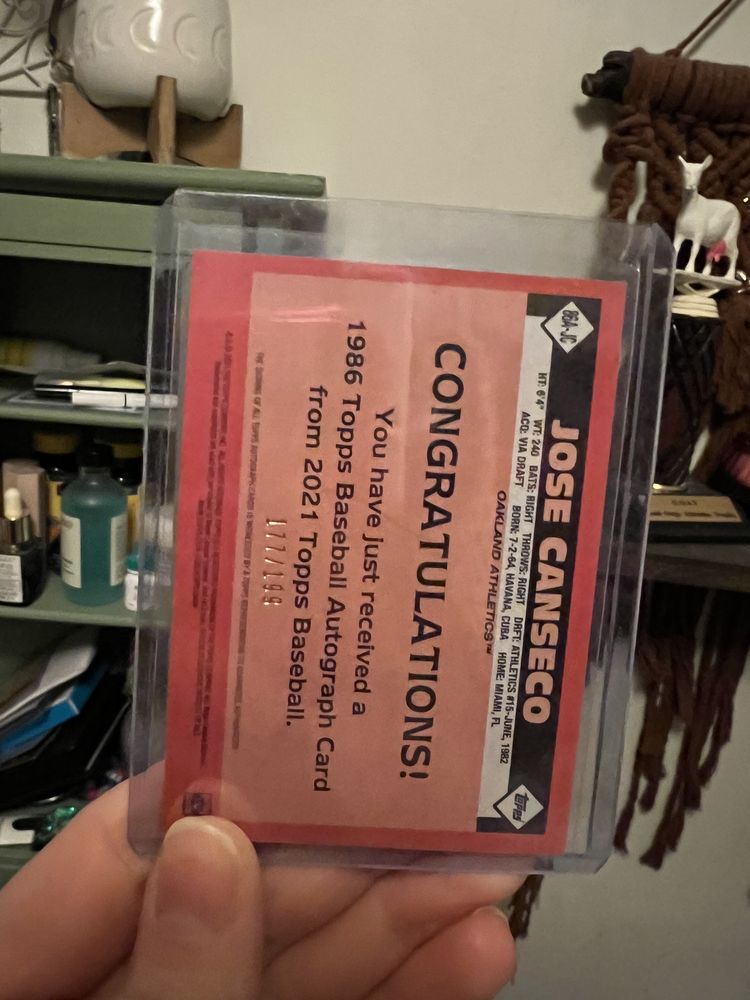 86A-JC
JOSE CANSECO
Topps
HT: 6'4" WT: 240 BATS: RIGHT THROWS: RIGHT DRFT: ATHLETICS #15-JUNE, 1982
ACQ: VIA DRAFT BORN: 7-2-64, HAVANA, CUBA HOME: MIAMI, FL
OAKLAND ATHLETICS™
CONGRATULATIONS!
You have just received a
1986 Topps Baseball Autograph Card
from 2021 Topps Baseball.
177/199